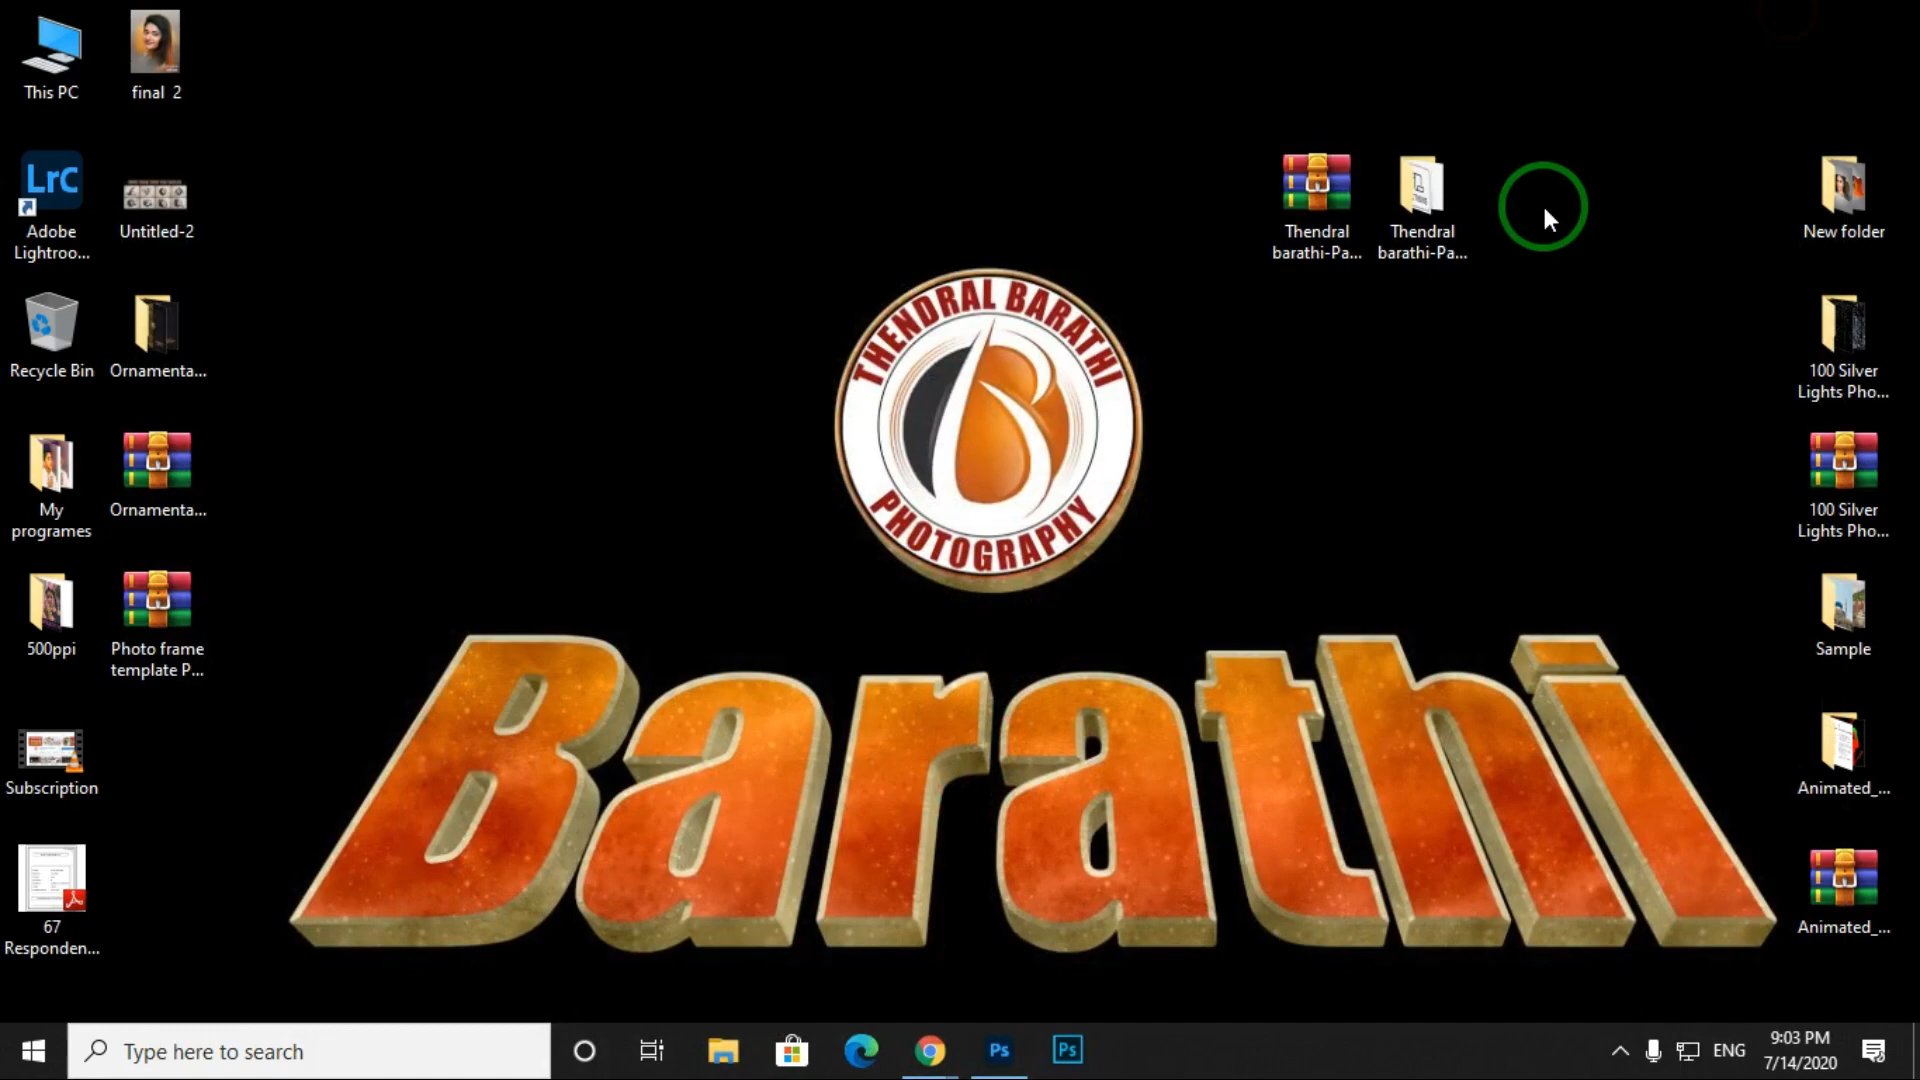 This PC
final 2
LrC
Adobe
Lightroo...
Untitled-2
Thendral
barathi-Pa...
Thendral
barathi-Pa...
New folder
Recycle Bin
Ornamenta...
100 Silver
Lights Pho...
My
programes
Ornamenta...
100 Silver
Lights Pho...
500ppi
Photo frame
template P...
Sample
Subscription
Animated_...
67
Responden...
Animated_...
THENDRAL BARATHI
PHOTOGRAPHY
Barathi
Type here to search
Ps
Ps
ENG
9:03 PM
7/14/2020